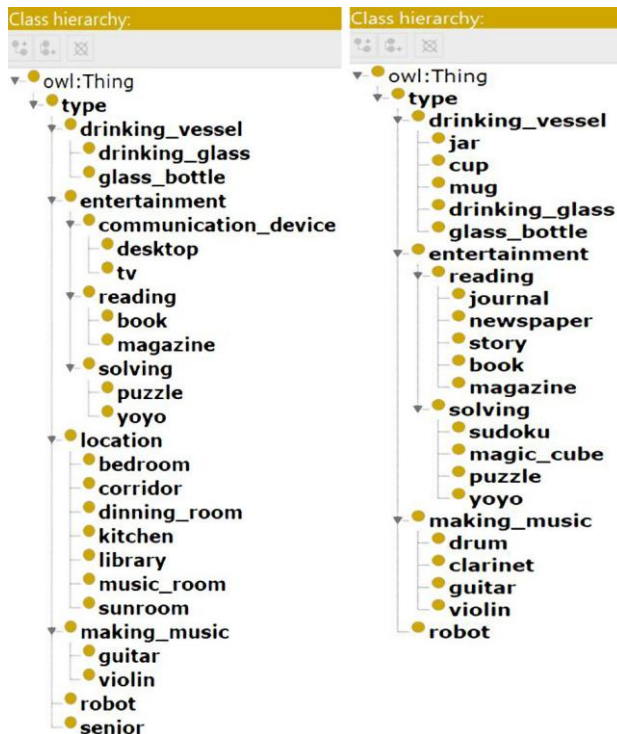 Class hierarchy:
owl:Thing
type
drinking_vessel
drinking_glass
glass_bottle
entertainment
communication_device
desktop
tv
reading
book
magazine
solving
puzzle
yoyo
location
bedroom
corridor
dinning_room
kitchen
library
music_room
sunroom
making_music
guitar
violin
robot
senior
Class hierarchy:
owl:Thing
type
drinking_vessel
jar
cup
mug
drinking_glass
glass_bottle
entertainment
reading
journal
newspaper
story
book
magazine
solving
sudoku
magic_cube
puzzle
yoyo
making_music
drum
clarinet
guitar
violin
robot